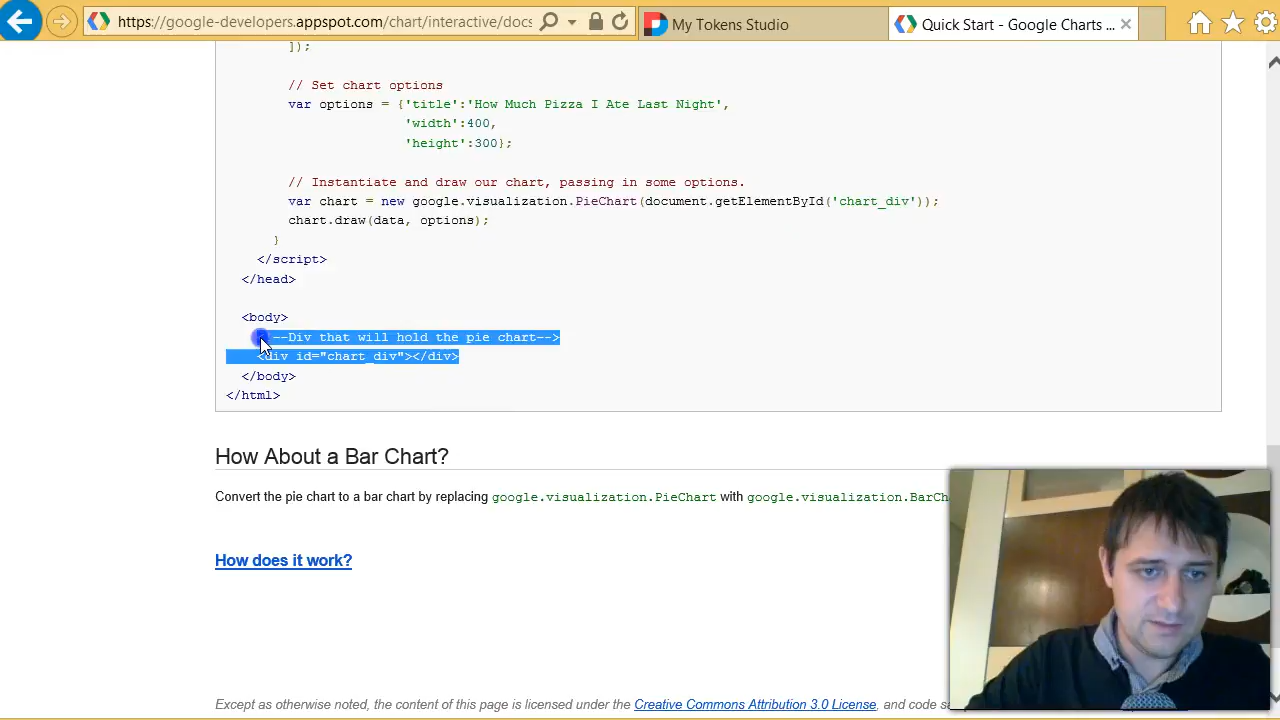 https://google-developers.appspot.com/chart/interactive/docs
My Tokens Studio
Quick Start - Google Charts ...
]);
// Set chart options
var options = {'title':'How Much Pizza I Ate Last Night',
'width':400,
'height':300};
// Instantiate and draw our chart, passing in some options.
var chart = new google.visualization.PieChart(document.getElementById('chart_div'));
chart.draw(data, options);
}
</script>
</head>
<body>
--Div that will hold the pie chart-->
<div id="chart_div"></div>
</body>
</html>
How About a Bar Chart?
Convert the pie chart to a bar chart by replacing google.visualization.PieChart with google.visualization.BarCh
How does it work?
Except as otherwise noted, the content of this page is licensed under the Creative Commons Attribution 3.0 License, and code s